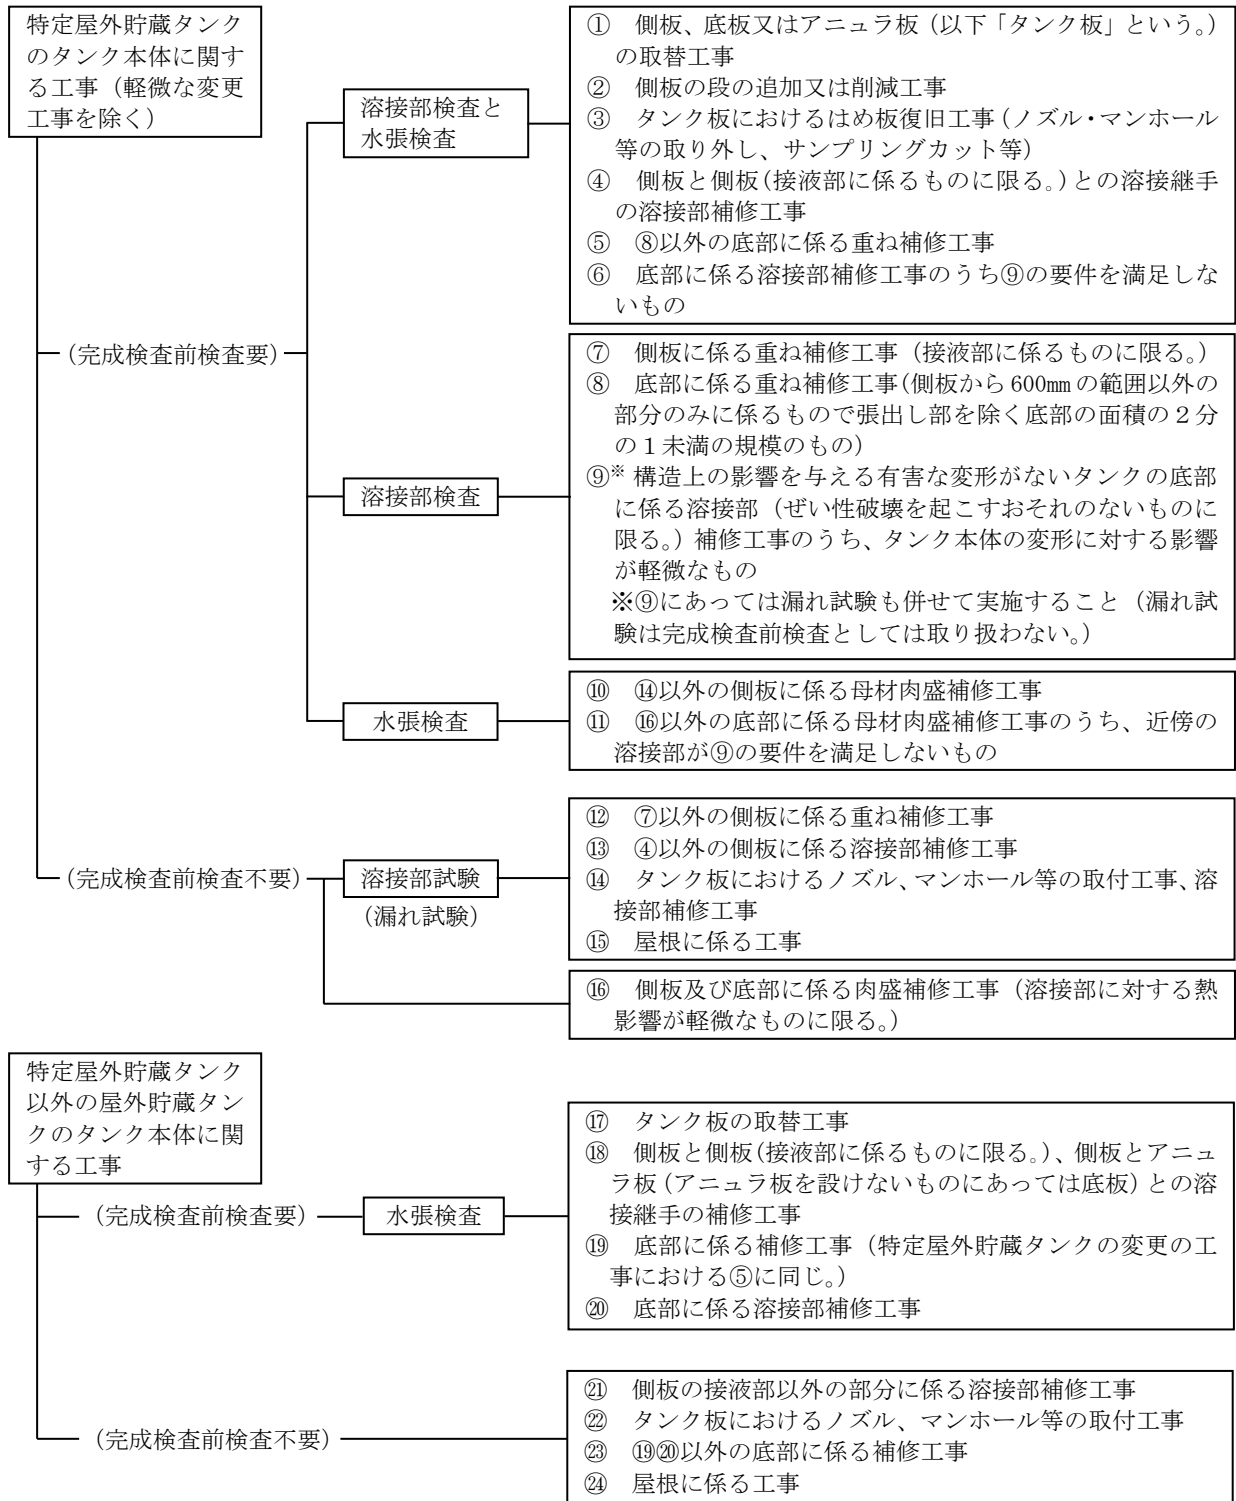 特定屋外貯蔵タンク
のタンク本体に関す
る工事（軽微な変更
工事を除く）
（完成検査前検査要）
溶接部検査と
水張検査
① 側板、底板又はアニュラ板（以下「タンク板」という。）
の取替工事
② 側板の段の追加又は削減工事
③ タンク板におけるはめ板復旧工事（ノズル・マンホール
等の取り外し、サンプリングカット等）
④ 側板と側板（接液部に係るものに限る。）との溶接継手
の溶接部補修工事
⑤ ⑧以外の底部に係る重ね補修工事
⑥ 底部に係る溶接部補修工事のうち⑨の要件を満足しな
いもの
溶接部検査
⑦ 側板に係る重ね補修工事（接液部に係るものに限る。）
⑧ 底部に係る重ね補修工事（側板から600㎜の範囲以外の
部分のみに係るもので張出し部を除く底部の面積の２分
の１未満の規模のもの）
⑨※ 構造上の影響を与える有害な変形がないタンクの底部
に係る溶接部（ぜい性破壊を起こすおそれのないものに
限る。）補修工事のうち、タンク本体の変形に対する影響
が軽微なもの
※⑨にあっては漏れ試験も併せて実施すること（漏れ試
験は完成検査前検査としては取り扱わない。）
水張検査
⑩ ⑭以外の側板に係る母材肉盛補修工事
⑪ ⑯以外の底部に係る母材肉盛補修工事のうち、近傍の
溶接部が⑨の要件を満足しないもの
（完成検査前検査不要）
溶接部試験
（漏れ試験）
⑫ ⑦以外の側板に係る重ね補修工事
⑬ ④以外の側板に係る溶接部補修工事
⑭ タンク板におけるノズル、マンホール等の取付工事、溶
接部補修工事
⑮ 屋根に係る工事
⑯ 側板及び底部に係る肉盛補修工事（溶接部に対する熱
影響が軽微なものに限る。）
特定屋外貯蔵タンク
以外の屋外貯蔵タン
クのタンク本体に関
する工事
（完成検査前検査要）
水張検査
⑰ タンク板の取替工事
⑱ 側板と側板（接液部に係るものに限る。）、側板とアニュ
ラ板（アニュラ板を設けないものにあっては底板）との溶
接継手の補修工事
⑲ 底部に係る補修工事（特定屋外貯蔵タンクの変更の工
事における⑤に同じ。）
⑳ 底部に係る溶接部補修工事
（完成検査前検査不要）
㉑ 側板の接液部以外の部分に係る溶接部補修工事
㉒ タンク板におけるノズル、マンホール等の取付工事
㉓ ⑲⑳以外の底部に係る補修工事
㉔ 屋根に係る工事